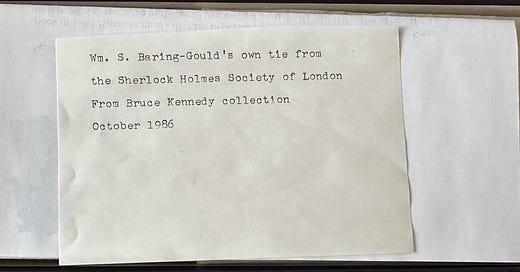 Wm. S. Baring-Gould's own tie from
the Sherlock Holmes Society of London
From Bruce Kennedy collection
October 1986